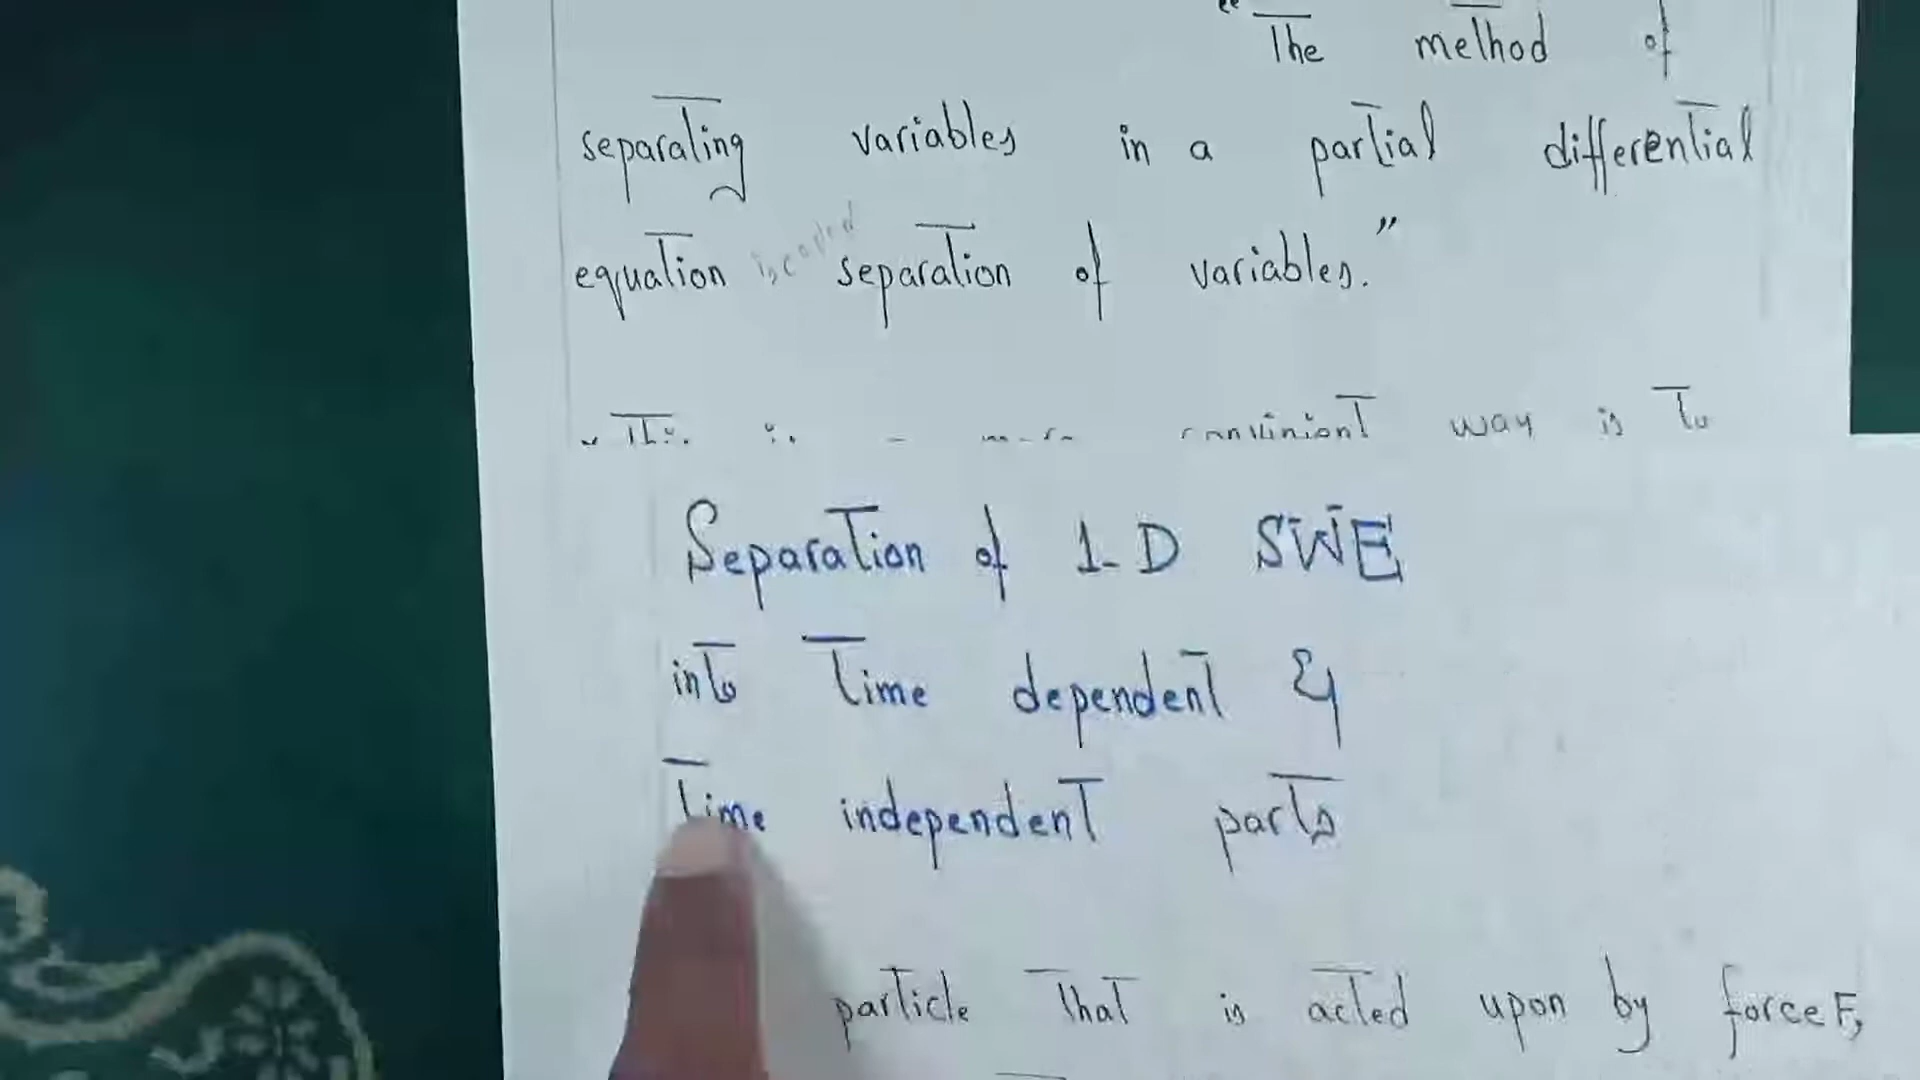 “The method of
separating variables in a partial differential
equation is called separation of variables.”
way is to
Separation of 1-D SWE
into Time dependent &
Time independent parts
particle that is acted upon by force F,